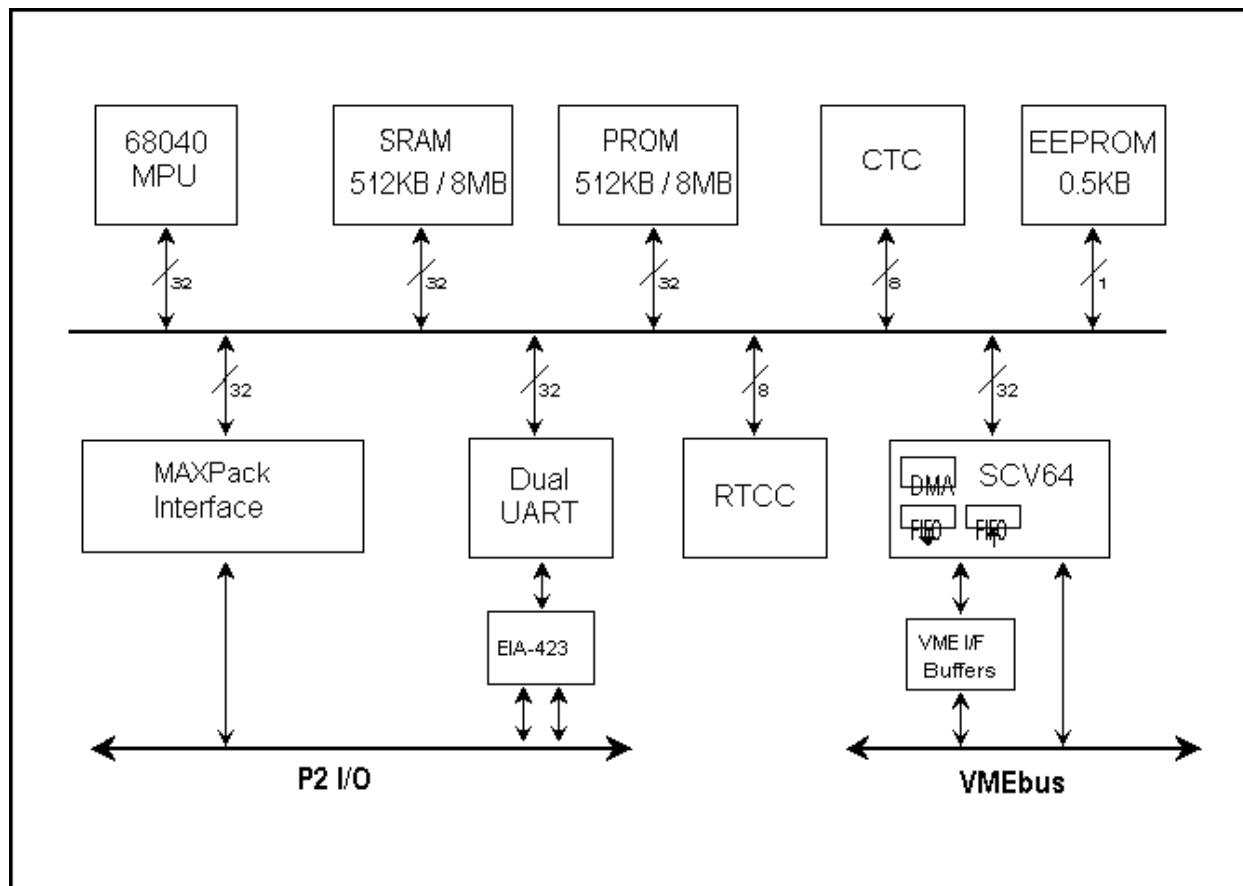 68040
MPU
SRAM
512KB / 8MB
PROM
512KB / 8MB
CTC
EEPROM
0.5KB
32
32
32
8
1
32
32
8
32
MAXPack
Interface
Dual
UART
RTCC
SCV64
DMA
FIFO
FIFO
EIA-423
VME I/F
Buffers
P2 I/O
VMEbus